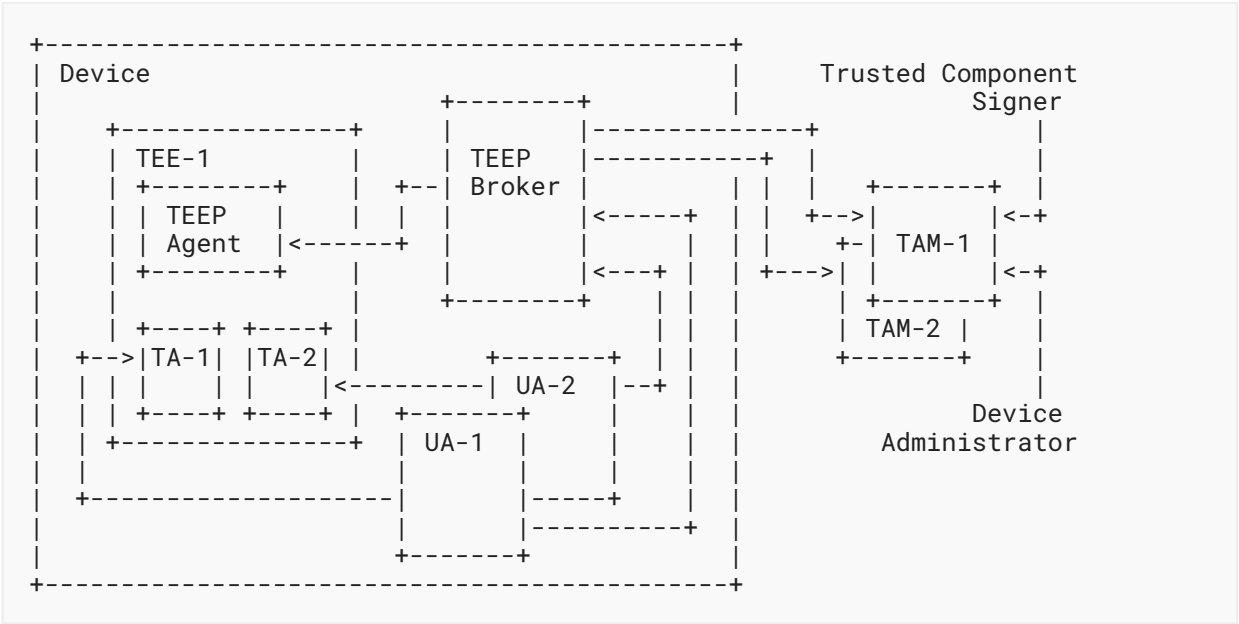 Device
Trusted Component
Signer
TEE-1
TEEP
Broker
TEEP
Agent
TAM-1
TAM-2
TA-1
TA-2
UA-2
UA-1
Device
Administrator